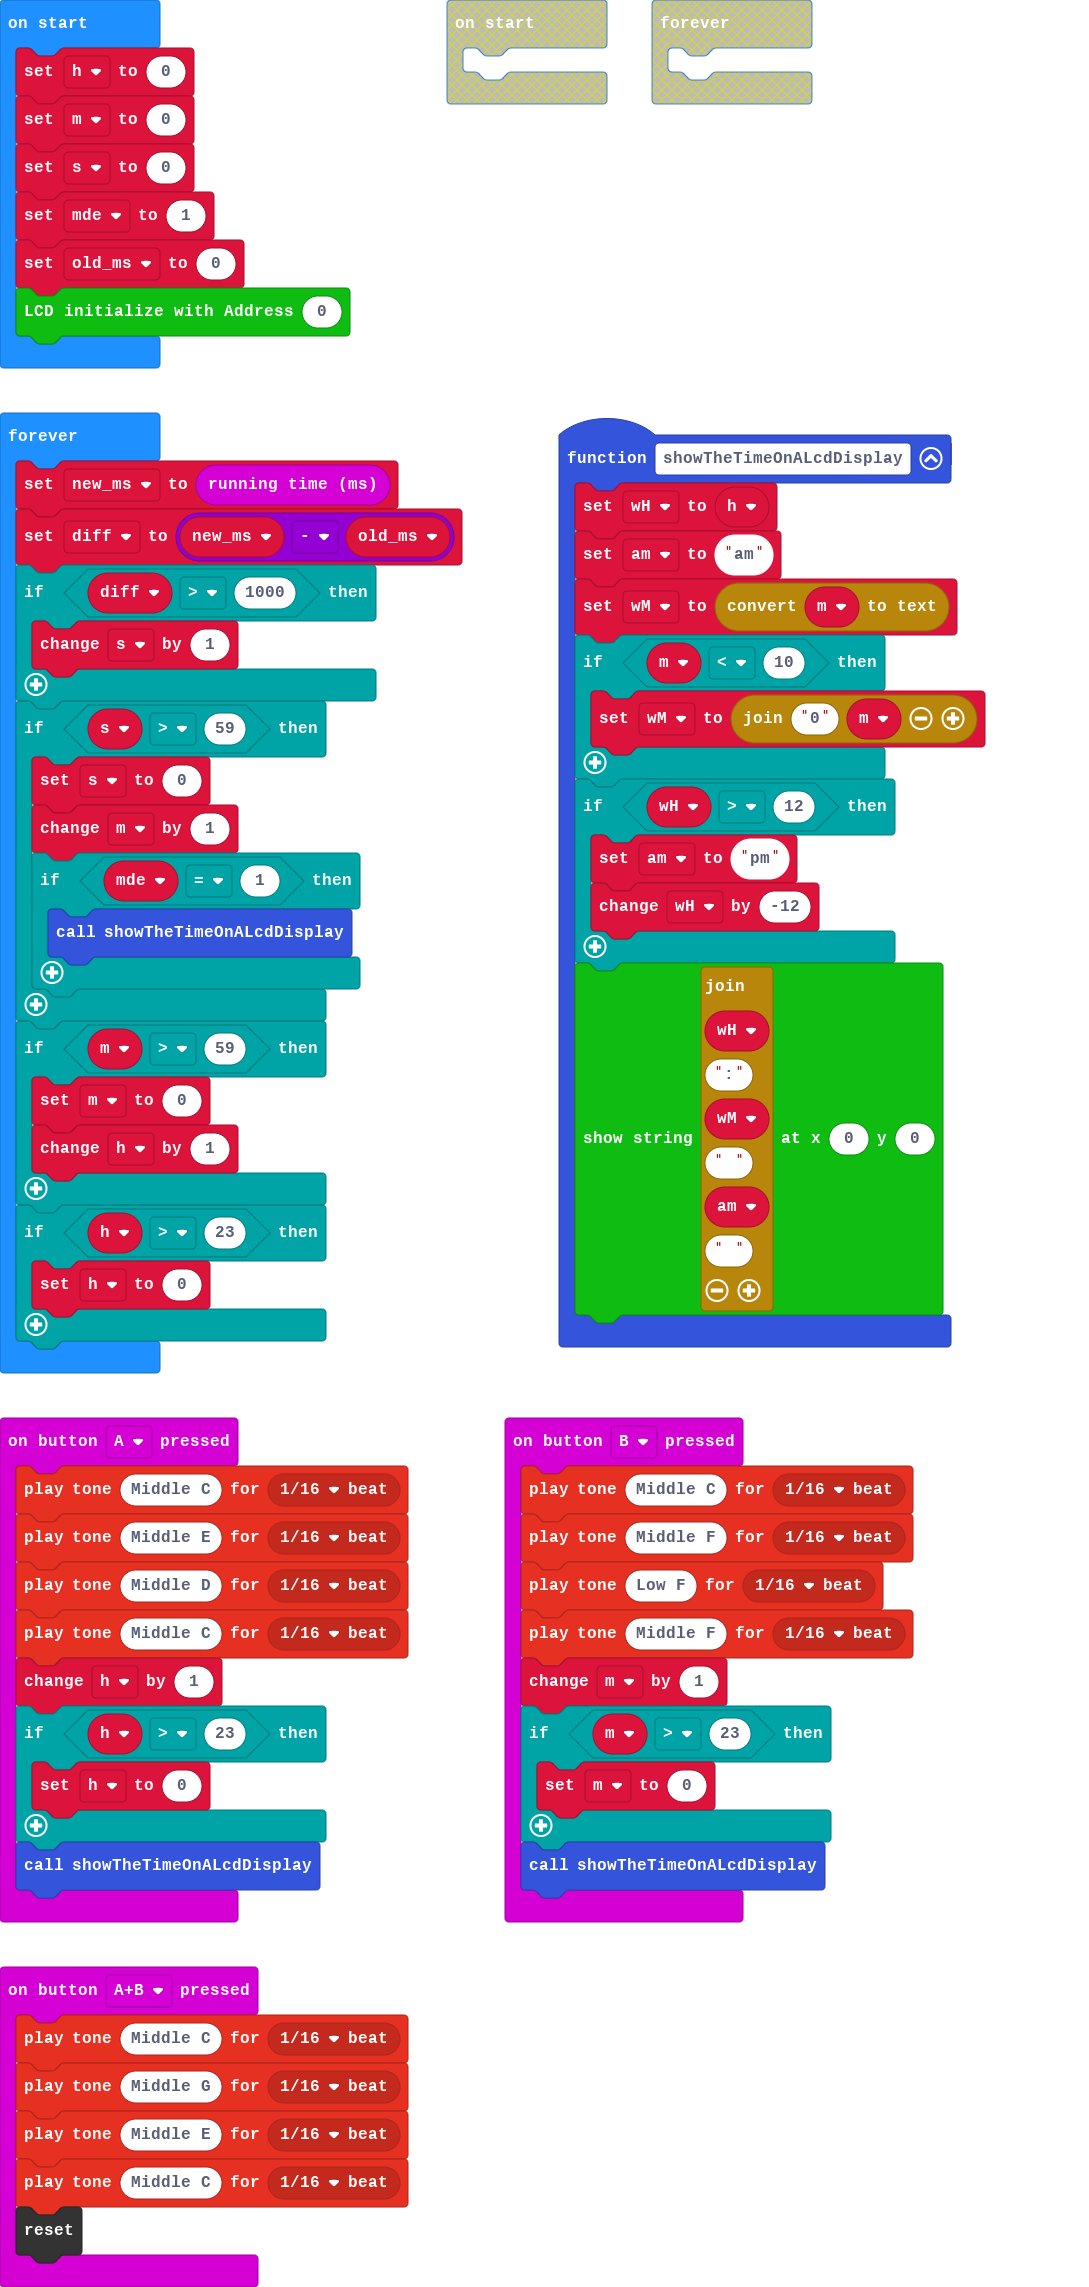 on start
set h to 0
set m to 0
set s to 0
set mde to 1
set old_ms to 0
LCD initialize with Address 0
on start
forever
forever
set new_ms to running time (ms)
set diff to new_ms - old_ms
if diff > 1000 then
change s by 1
if s > 59 then
set s to 0
change m by 1
if mde = 1 then
call showTheTimeOnALcdDisplay
if m > 59 then
set m to 0
change h by 1
if h > 23 then
set h to 0
function showTheTimeOnALcdDisplay
set wH to h
set am to "am"
set wM to convert m to text
if m < 10 then
set wM to join "0" m
if wH > 12 then
set am to "pm"
change wH by -12
show string join wH ":" wM " " am " " at x 0 y 0
on button A pressed
play tone Middle C for 1/16 beat
play tone Middle E for 1/16 beat
play tone Middle D for 1/16 beat
play tone Middle C for 1/16 beat
change h by 1
if h > 23 then
set h to 0
call showTheTimeOnALcdDisplay
on button B pressed
play tone Middle C for 1/16 beat
play tone Middle F for 1/16 beat
play tone Low F for 1/16 beat
play tone Middle F for 1/16 beat
change m by 1
if m > 23 then
set m to 0
call showTheTimeOnALcdDisplay
on button A+B pressed
play tone Middle C for 1/16 beat
play tone Middle G for 1/16 beat
play tone Middle E for 1/16 beat
play tone Middle C for 1/16 beat
reset